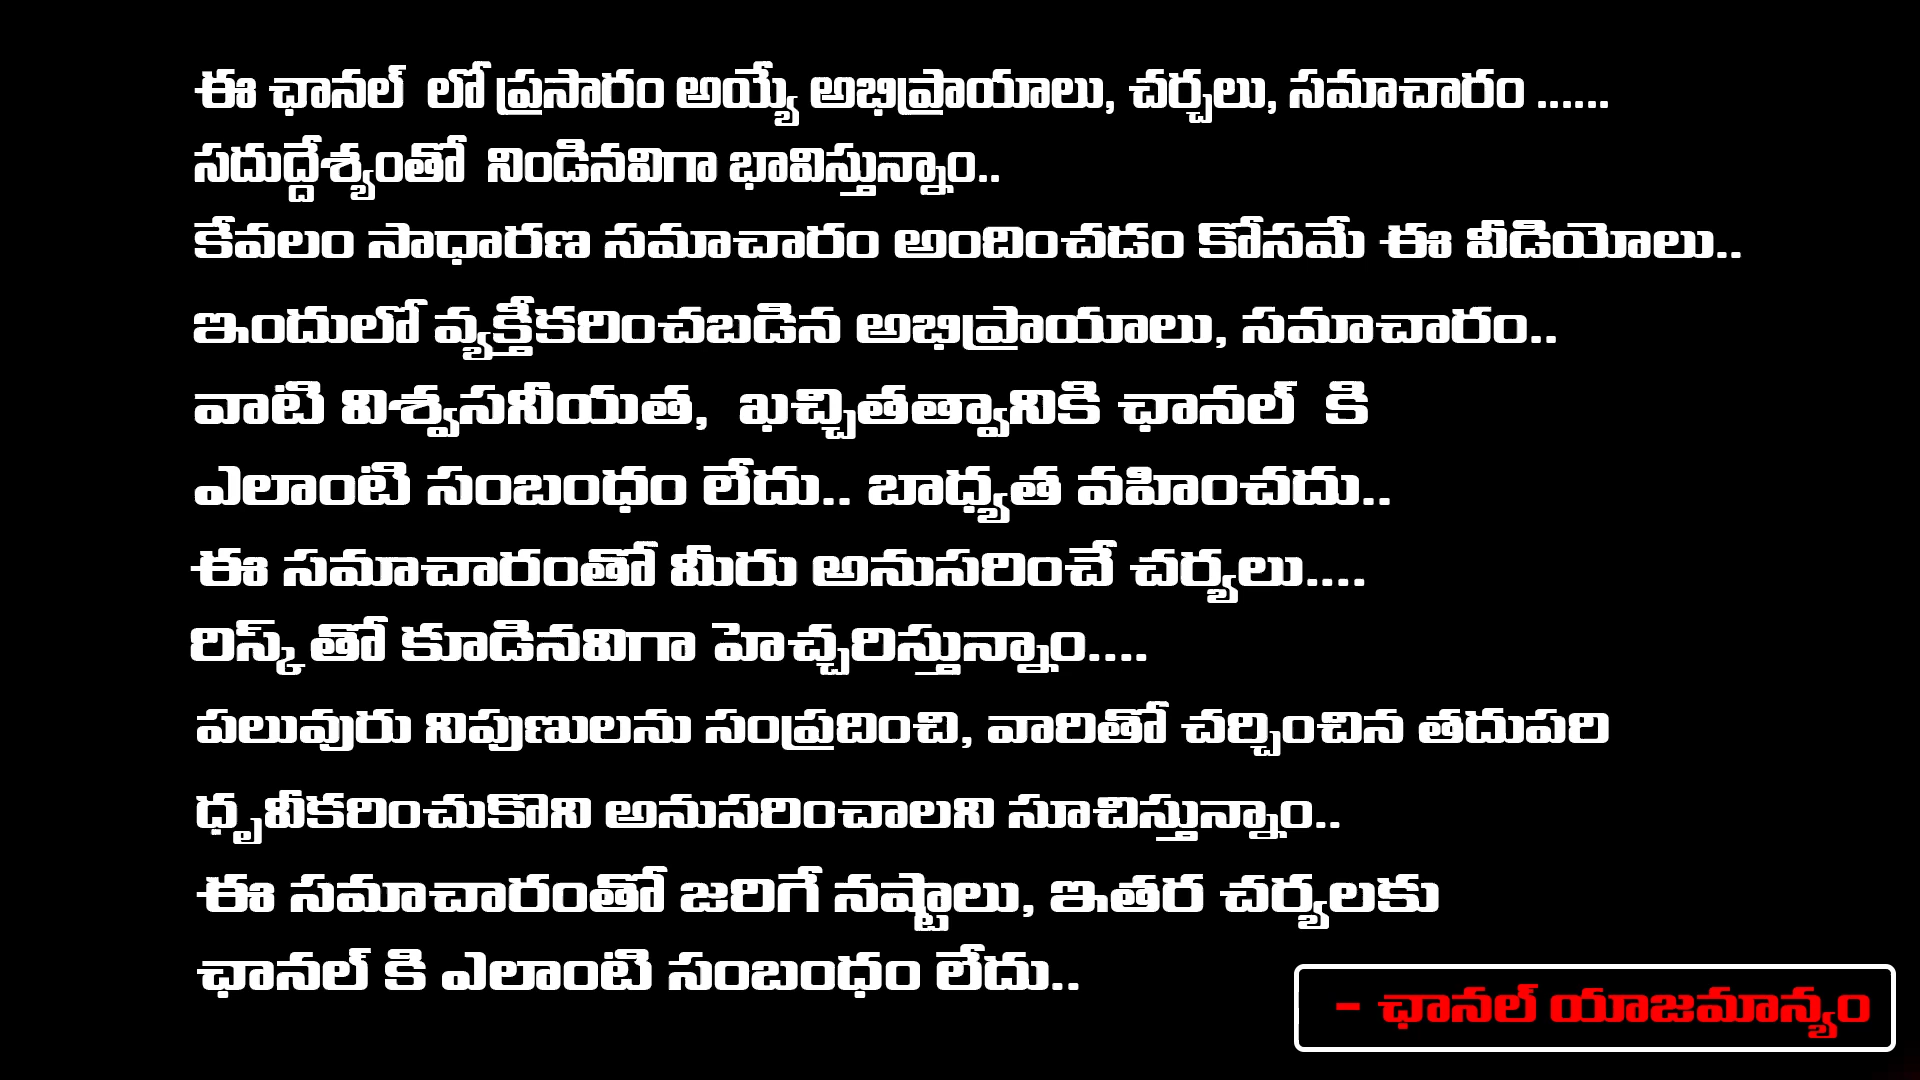 ఈ ఛానల్ లో ప్రసారం అయ్యే అభిప్రాయాలు, చర్చలు, సమాచారం ......
సదుద్దేశ్యంతో నిండినవిగా భావిస్తున్నాం..
కేవలం సాధారణ సమాచారం అందించడం కోసమే ఈ వీడియోలు..
ఇందులో వ్యక్తీకరించబడిన అభిప్రాయాలు, సమాచారం..
వాటి విశ్వసనీయత, ఖచ్చితత్వానికి ఛానల్ కి
ఎలాంటి సంబంధం లేదు.. బాధ్యత వహించదు..
ఈ సమాచారంతో మీరు అనుసరించే చర్యలు....
రిస్క్ తో కూడినవిగా హెచ్చరిస్తున్నాం....
పలువురు నిపుణులను సంప్రదించి, వారితో చర్చించిన తదుపరి
ధృవీకరించుకొని అనుసరించాలని సూచిస్తున్నాం..
ఈ సమాచారంతో జరిగే నష్టాలు, ఇతర చర్యలకు
ఛానల్ కి ఎలాంటి సంబంధం లేదు..
- ఛానల్ యాజమాన్యం